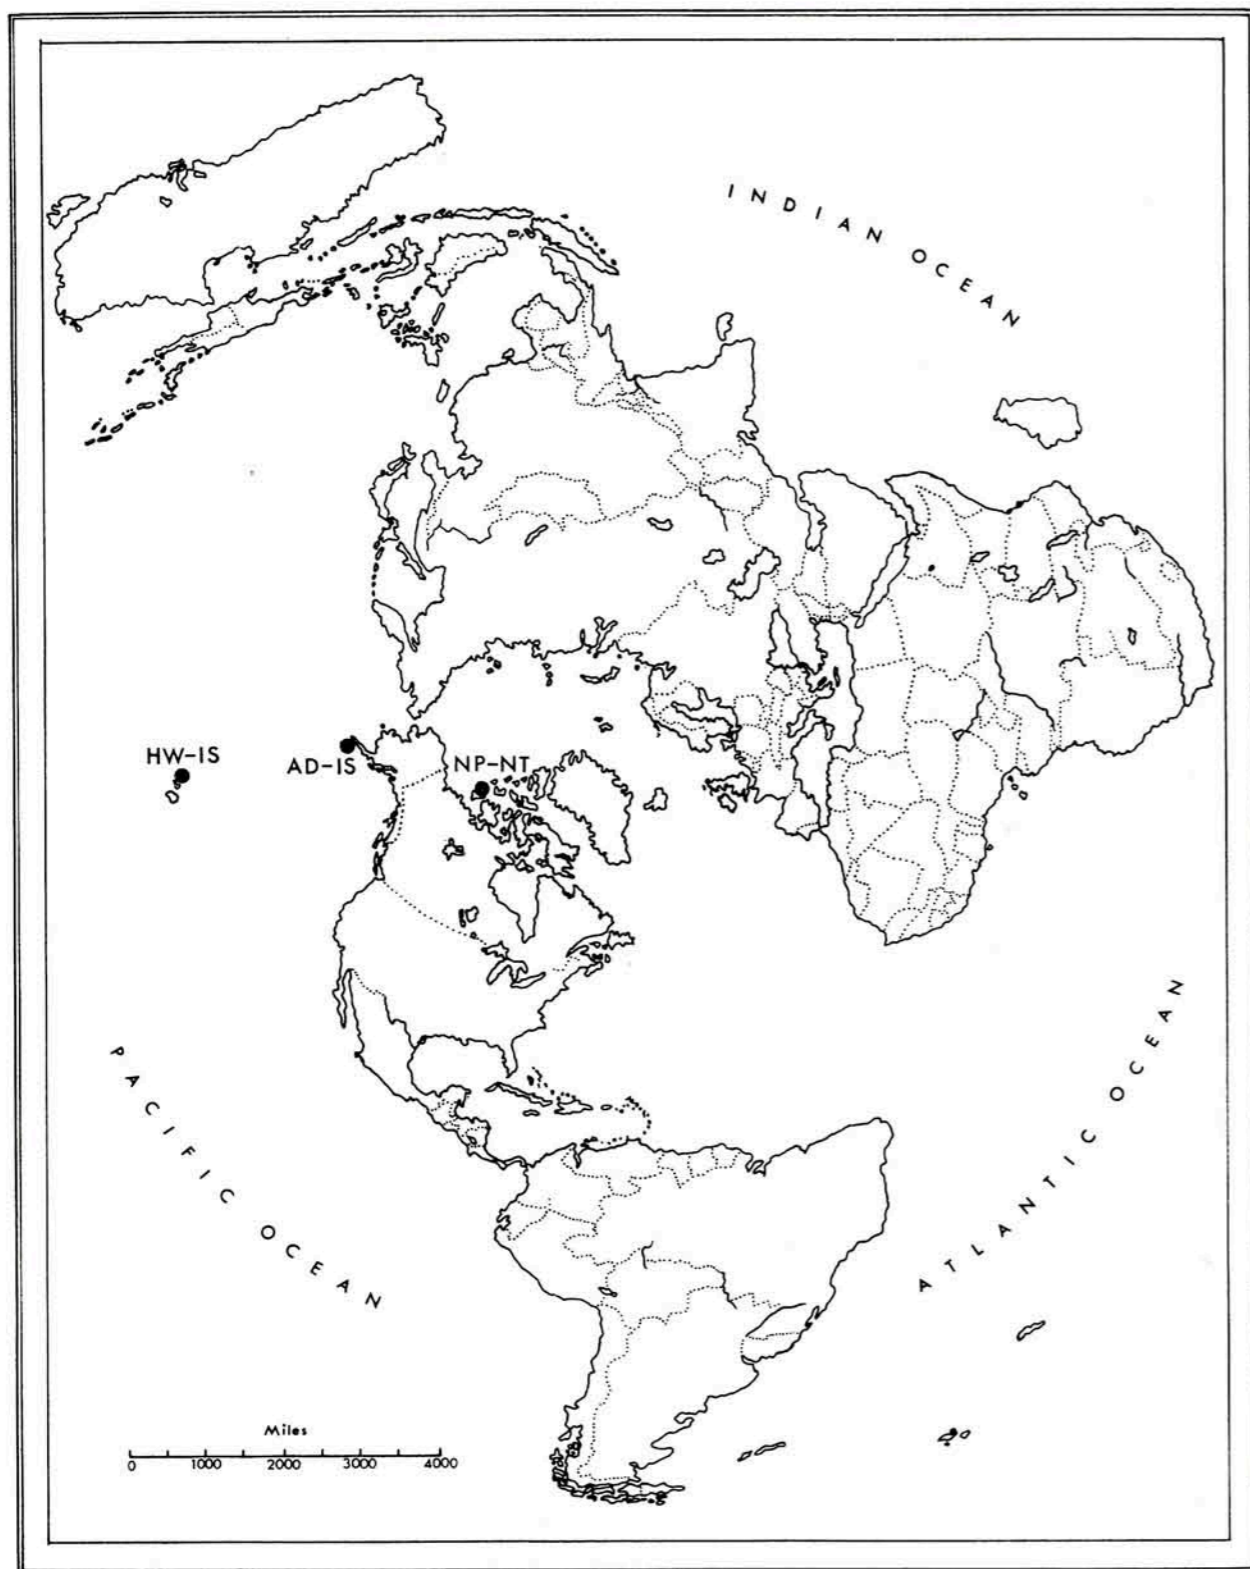 INDIAN OCEAN
HW-IS
AD-IS
NP-NT
PACIFIC OCEAN
ATLANTIC OCEAN
Miles
0 1000 2000 3000 4000